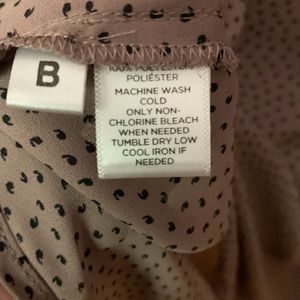 B
100% POLYESTER
POLIÉSTER
MACHINE WASH
COLD
ONLY NON-
CHLORINE BLEACH
WHEN NEEDED
TUMBLE DRY LOW
COOL IRON IF
NEEDED